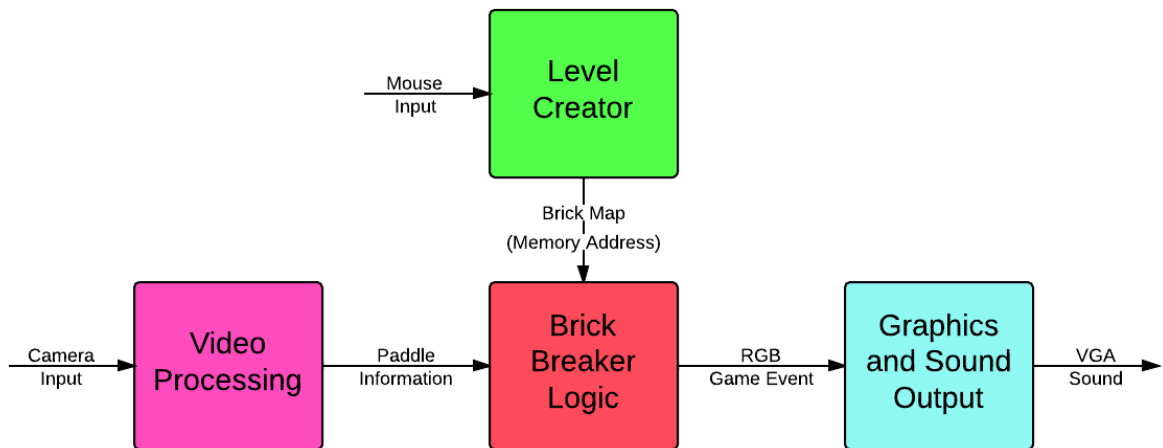 Level
Creator
Mouse
Input
Brick Map
(Memory Address)
Camera
Input
Video
Processing
Paddle
Information
Brick
Breaker
Logic
RGB
Game Event
Graphics
and Sound
Output
VGA
Sound